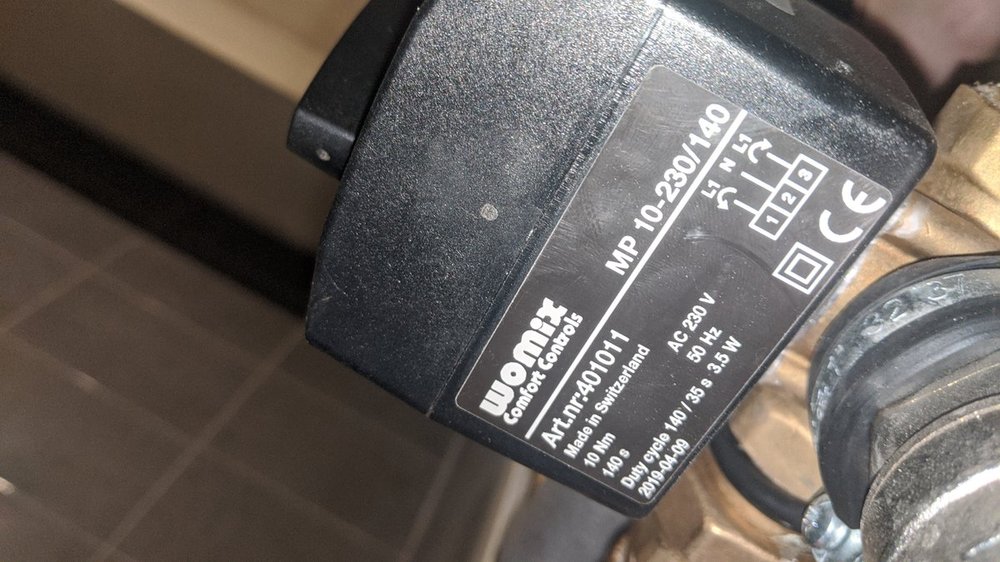 womix
Comfort Controls
MP 10-230/140
Art.nr:401011
Made in Switzerland
10 Nm
140 s
AC 230 V
50 Hz
Duty cycle 140 / 35 s 3.5 W
2019-04-09
L1 N L1
1 2 3
CE